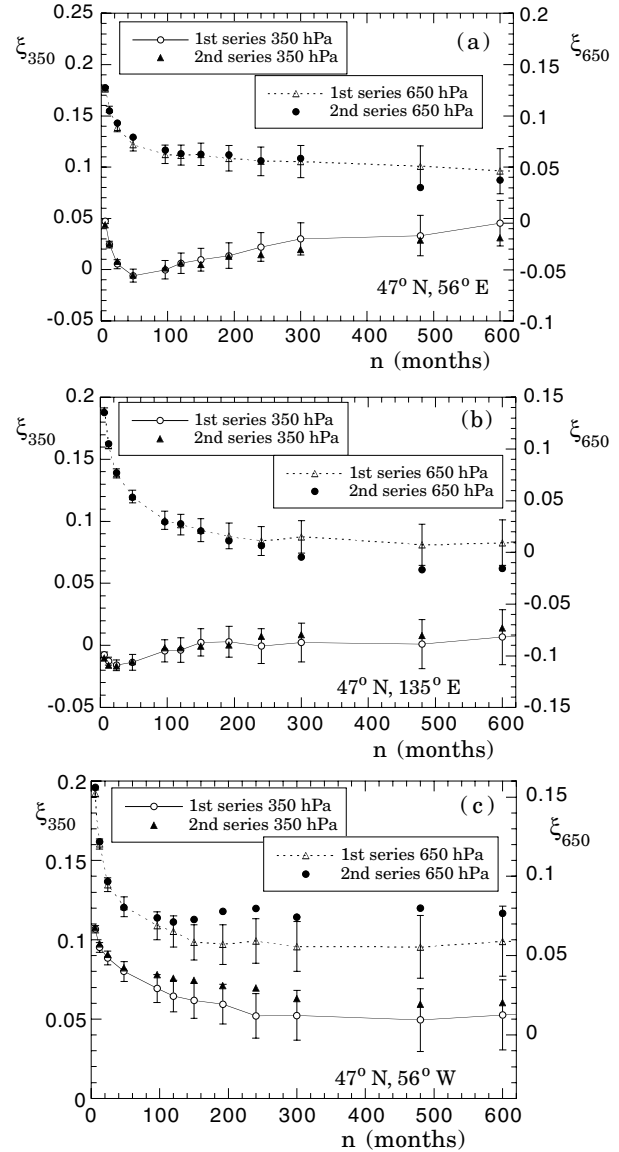 0.25
0.2
0.15
0.1
0.05
0
-0.05
ξ350
1st series 350 hPa
2nd series 350 hPa
1st series 650 hPa
2nd series 650 hPa
(a)
ξ650
0.2
0.15
0.1
0.05
0
-0.05
-0.1
47° N, 56° E
0 100 200 300 400 500 600
n (months)
0.2
0.15
0.1
0.05
0
-0.05
ξ350
1st series 350 hPa
2nd series 350 hPa
1st series 650 hPa
2nd series 650 hPa
(b)
ξ650
0.15
0.1
0.05
0
-0.05
-0.1
-0.15
47° N, 135° E
0 100 200 300 400 500 600
n (months)
0.2
0.15
0.1
0.05
0
ξ350
1st series 350 hPa
2nd series 350 hPa
1st series 650 hPa
2nd series 650 hPa
(c)
ξ650
0.15
0.1
0.05
0
47° N, 56° W
0 100 200 300 400 500 600
n (months)